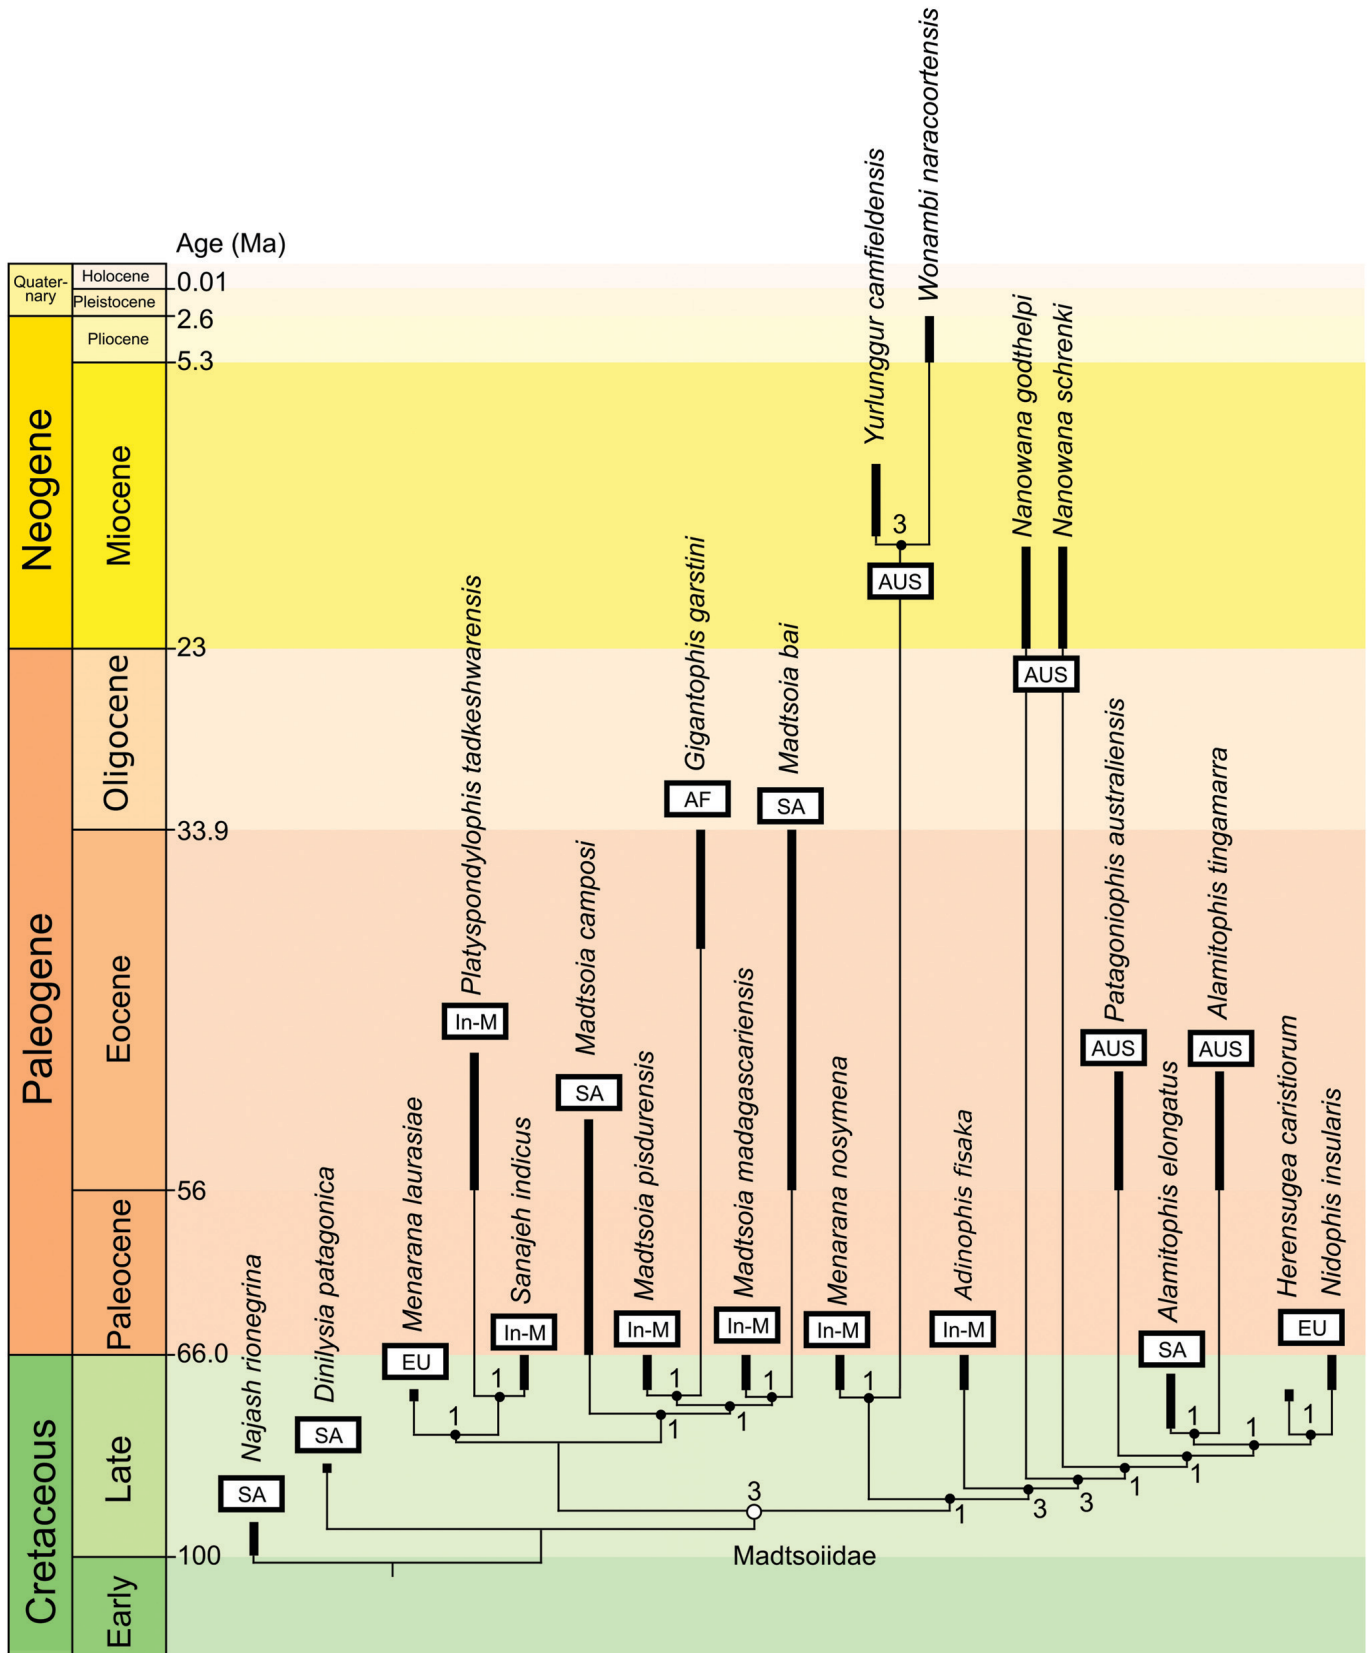 Wonambi naracoortensis
Yurlunggur camfieldensis
Age (Ma)
Quater-
nary
Holocene
0.01
Pleistocene
2.6
Pliocene
5.3
Neogene
Miocene
23
Nanowana godthelpi
Nanowana schrenki
3
AUS
AUS
Paleogene
Oligocene
33.9
Platyspondylophis tadkeshwarensis
Gigantophis garstini
Madtsoia bai
AF
SA
Eocene
56
In-M
Madtsoia camposi
SA
Patagoniophis australiensis
AUS
Alamitophis tingamarra
AUS
Paleocene
66.0
Najash rionegrina
SA
Dinilysia patagonica
SA
Menarana laurasiae
EU
Sanajeh indicus
In-M
Madtsoia pisdurensis
In-M
Madtsoia madagascariensis
In-M
Menarana nosymena
In-M
Adinophis fisaka
In-M
Alamitophis elongatus
SA
Herensugea caristiorum
Nidophis insularis
EU
1
1
1
1
1
1
1
1
1
1
1
1
3
1
3
3
Cretaceous
Late
100
Madtsoiidae
Early